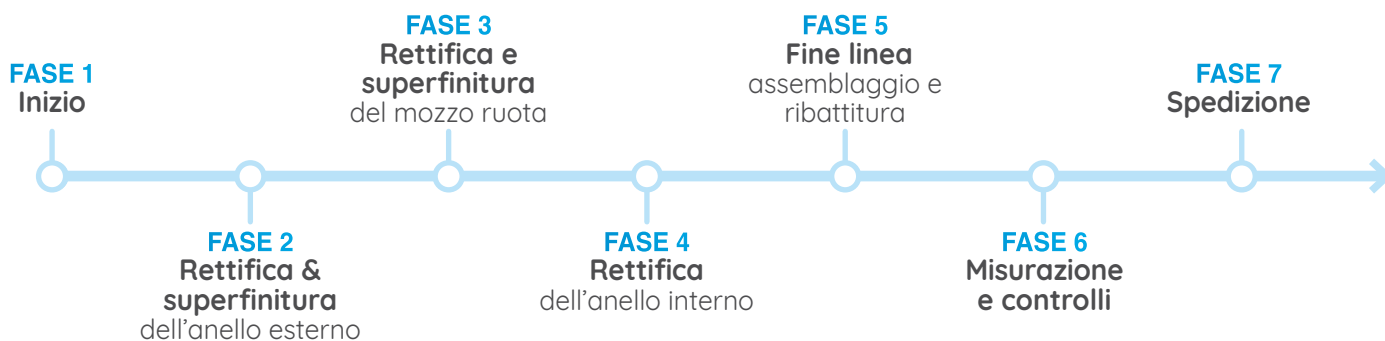 FASE 1
Inizio
FASE 2
Rettifica &
superfinitura
dell’anello esterno
FASE 3
Rettifica e
superfinitura
del mozzo ruota
FASE 4
Rettifica
dell’anello interno
FASE 5
Fine linea
assemblaggio e
ribattitura
FASE 6
Misurazione
e controlli
FASE 7
Spedizione